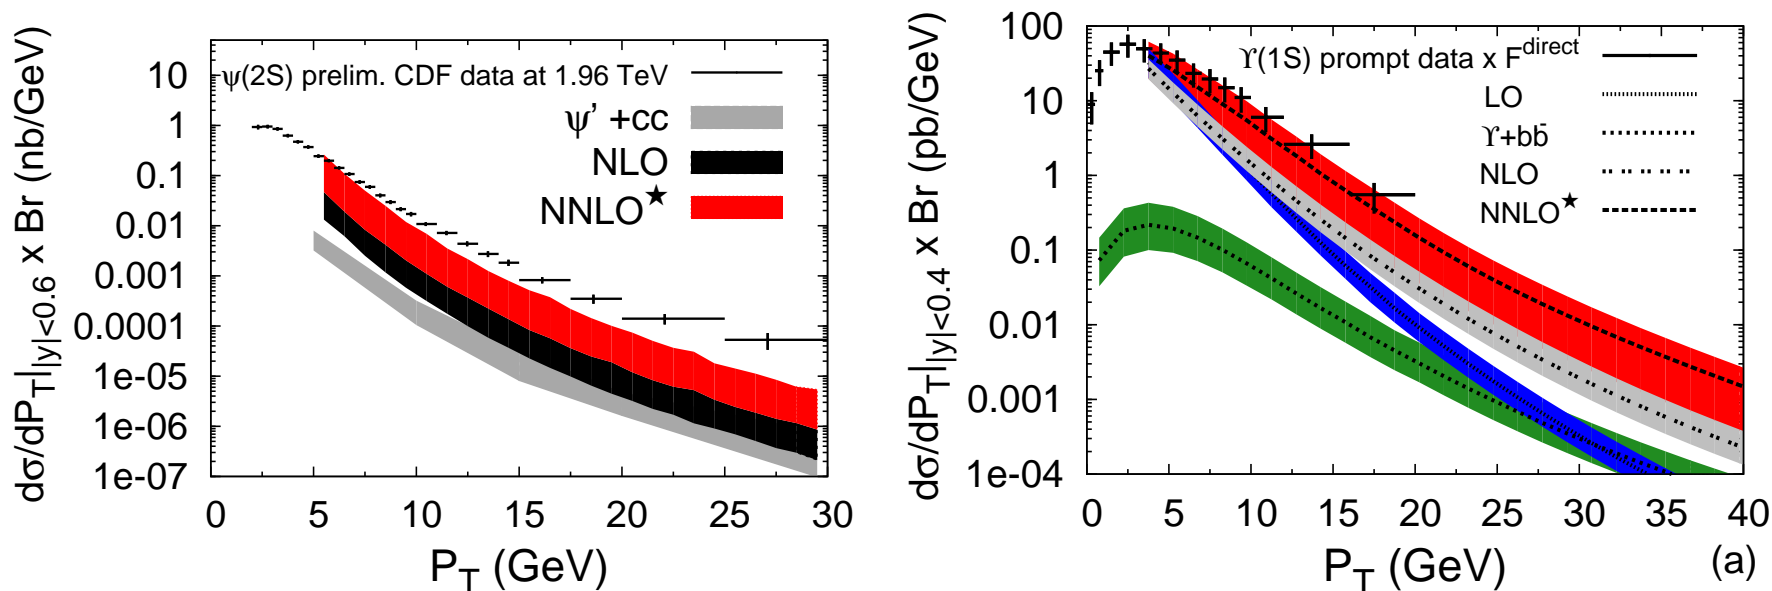 dσ/dP_T|_|y|<0.6 x Br (nb/GeV)
10
1
0.1
0.01
0.001
0.0001
1e-05
1e-06
1e-07
ψ(2S) prelim. CDF data at 1.96 TeV
ψ' +cc
NLO
NNLO★
0 5 10 15 20 25 30
P_T (GeV)
dσ/dP_T|_|y|<0.4 x Br (pb/GeV)
100
10
1
0.1
0.01
0.001
1e-04
ϒ(1S) prompt data x F^direct
LO
ϒ+bb̄
NLO
NNLO★
0 5 10 15 20 25 30 35 40
P_T (GeV)
(a)